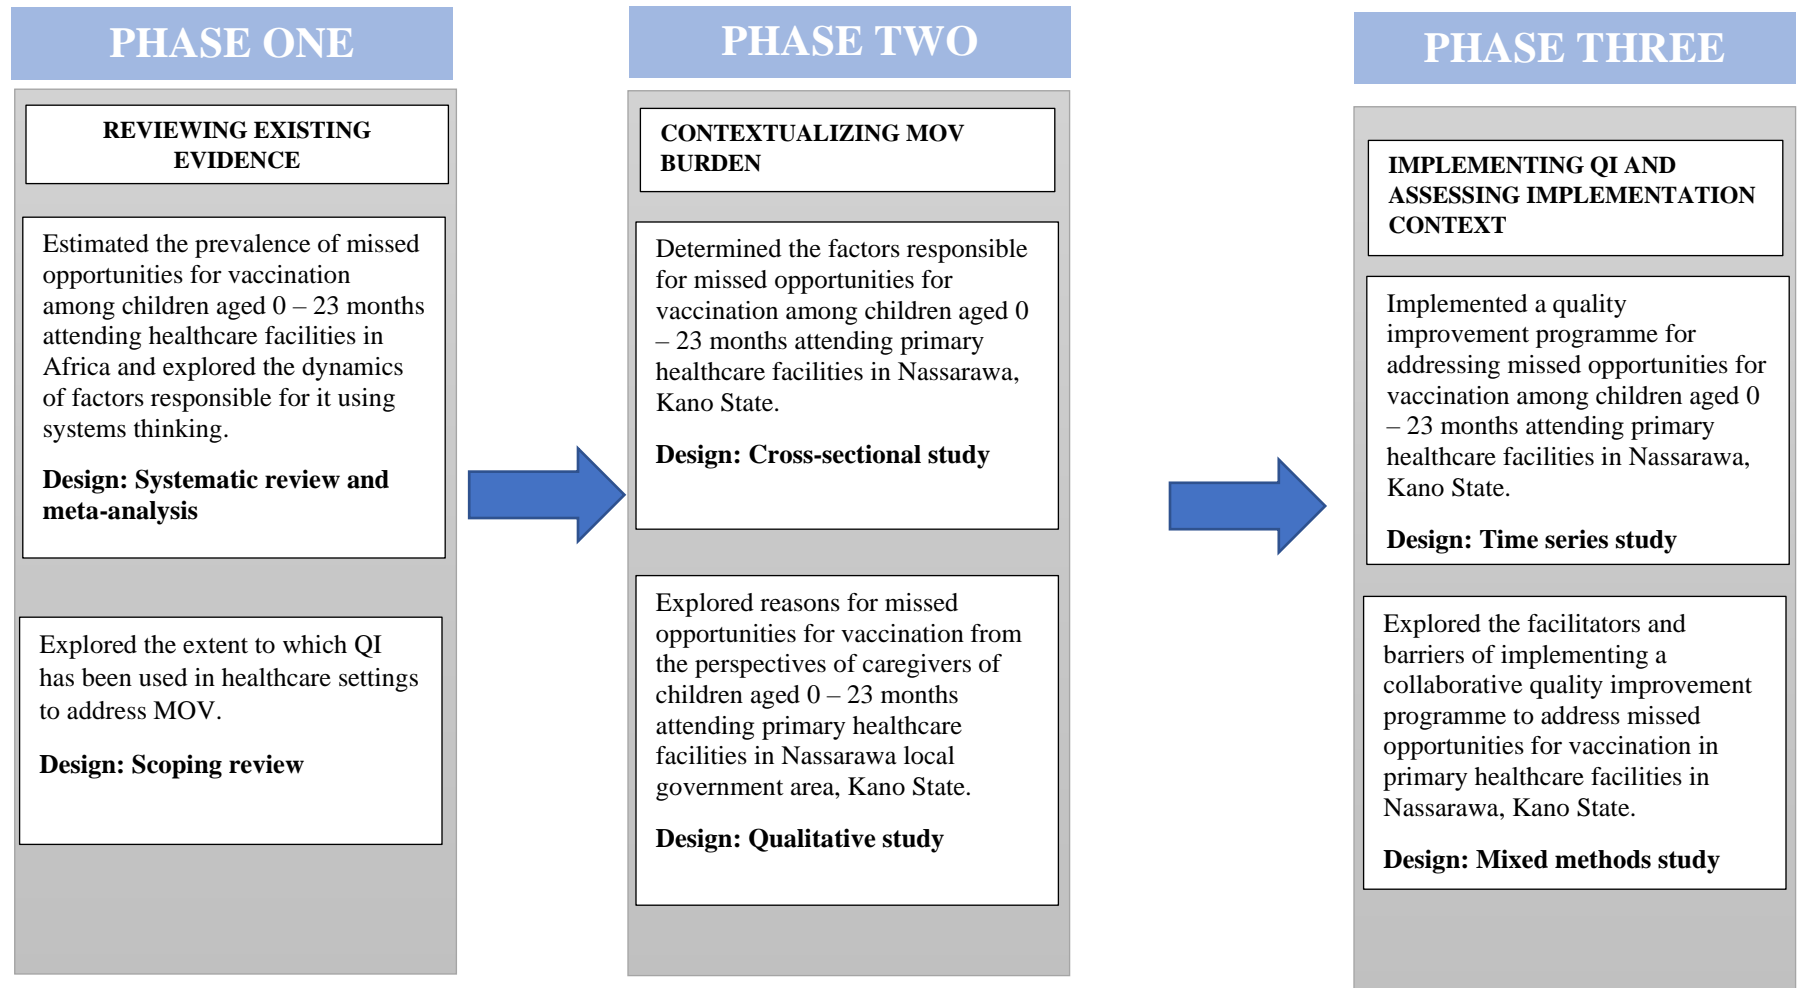 PHASE ONE
REVIEWING EXISTING
EVIDENCE
Estimated the prevalence of missed
opportunities for vaccination
among children aged 0 – 23 months
attending healthcare facilities in
Africa and explored the dynamics
of factors responsible for it using
systems thinking.
Design: Systematic review and
meta-analysis
Explored the extent to which QI
has been used in healthcare settings
to address MOV.
Design: Scoping review
PHASE TWO
CONTEXTUALIZING MOV
BURDEN
Determined the factors responsible
for missed opportunities for
vaccination among children aged 0
– 23 months attending primary
healthcare facilities in Nassarawa,
Kano State.
Design: Cross-sectional study
Explored reasons for missed
opportunities for vaccination from
the perspectives of caregivers of
children aged 0 – 23 months
attending primary healthcare
facilities in Nassarawa local
government area, Kano State.
Design: Qualitative study
PHASE THREE
IMPLEMENTING QI AND
ASSESSING IMPLEMENTATION
CONTEXT
Implemented a quality
improvement programme for
addressing missed opportunities for
vaccination among children aged 0
– 23 months attending primary
healthcare facilities in Nassarawa,
Kano State.
Design: Time series study
Explored the facilitators and
barriers of implementing a
collaborative quality improvement
programme to address missed
opportunities for vaccination in
primary healthcare facilities in
Nassarawa, Kano State.
Design: Mixed methods study